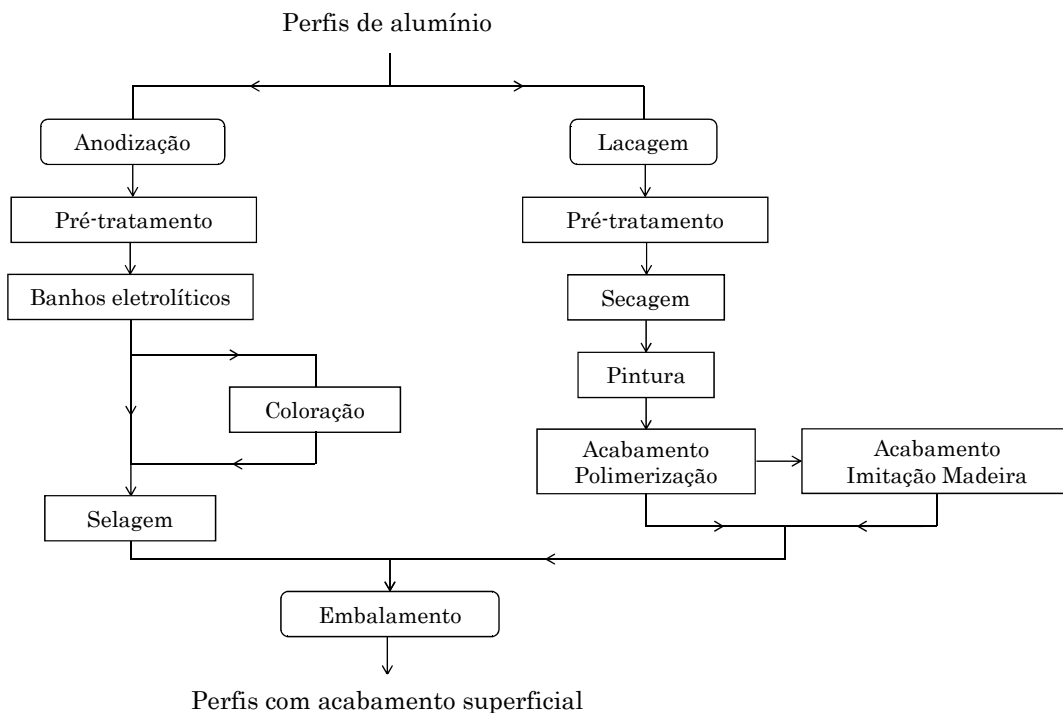 Perfis de alumínio
Anodização
Lacagem
Pré-tratamento
Pré-tratamento
Banhos eletrolíticos
Secagem
Pintura
Coloração
Acabamento
Polimerização
Acabamento
Imitação Madeira
Selagem
Embalamento
Perfis com acabamento superficial